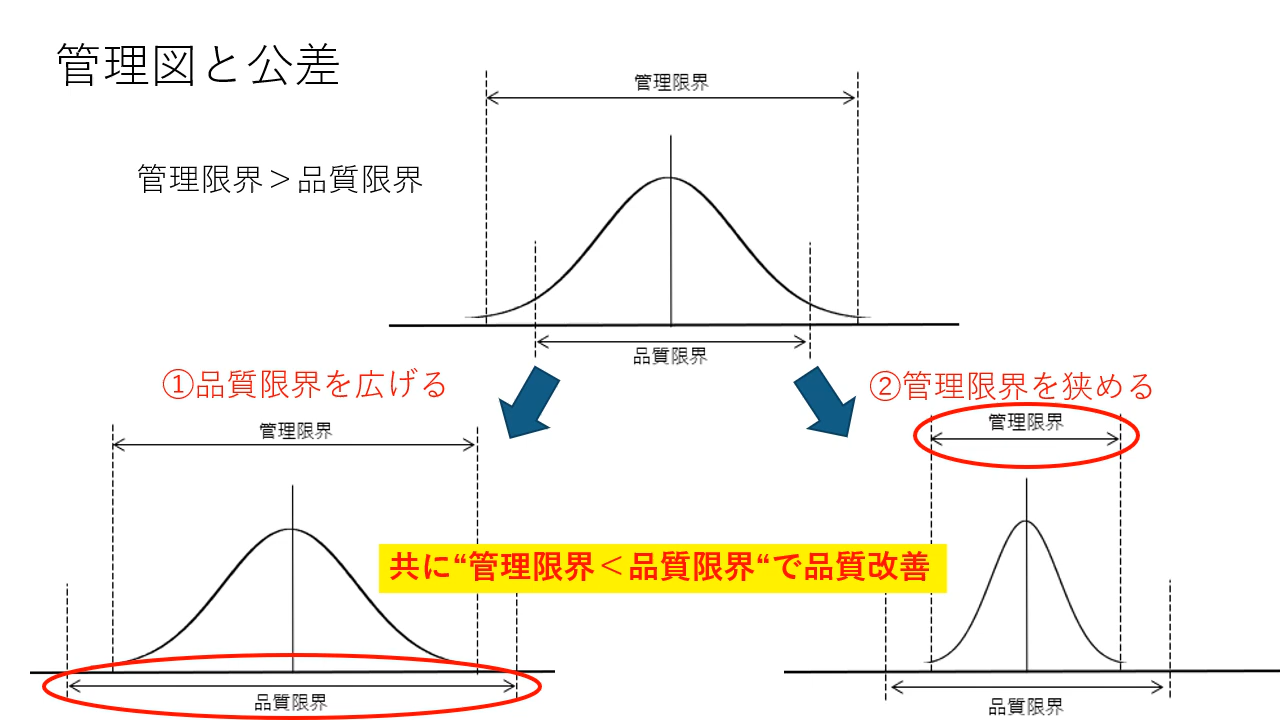 管理図と公差
管理限界
管理限界＞品質限界
品質限界
①品質限界を広げる
②管理限界を狭める
管理限界
管理限界
共に“管理限界＜品質限界“で品質改善
品質限界
品質限界